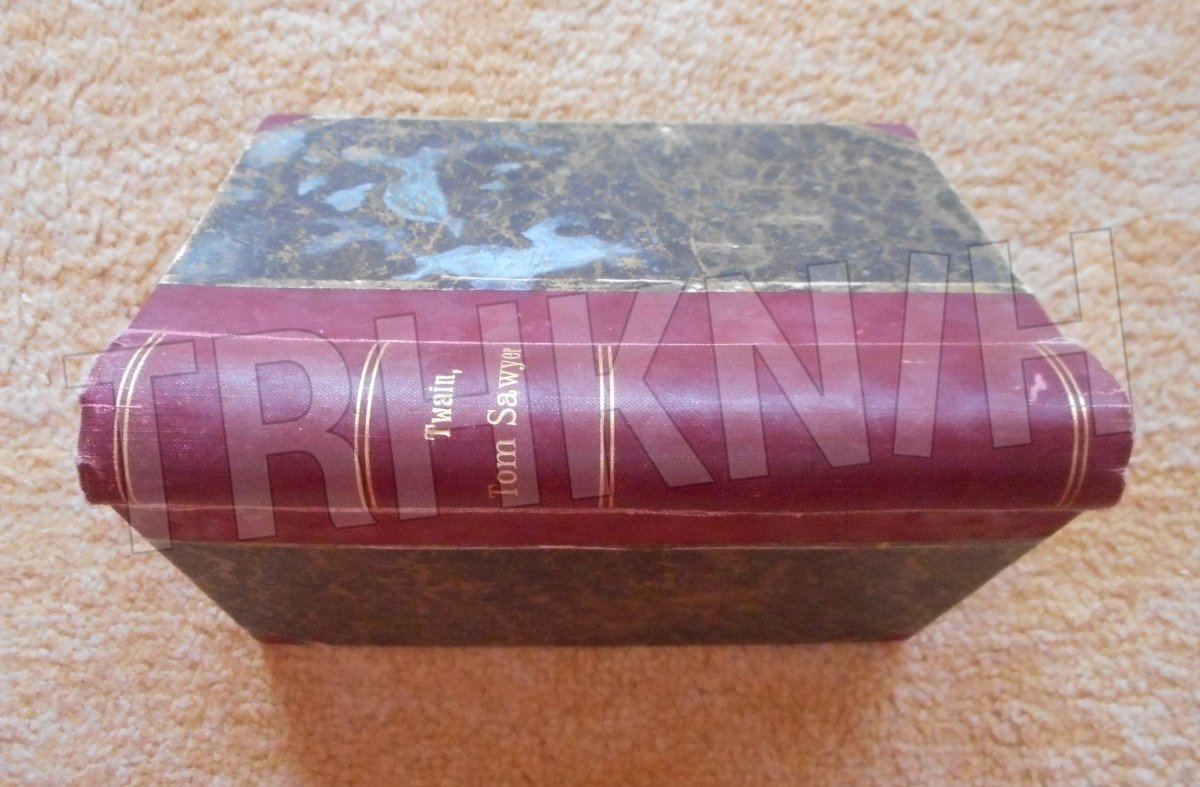 Twain,
Tom Sawyer
TRHKNIH